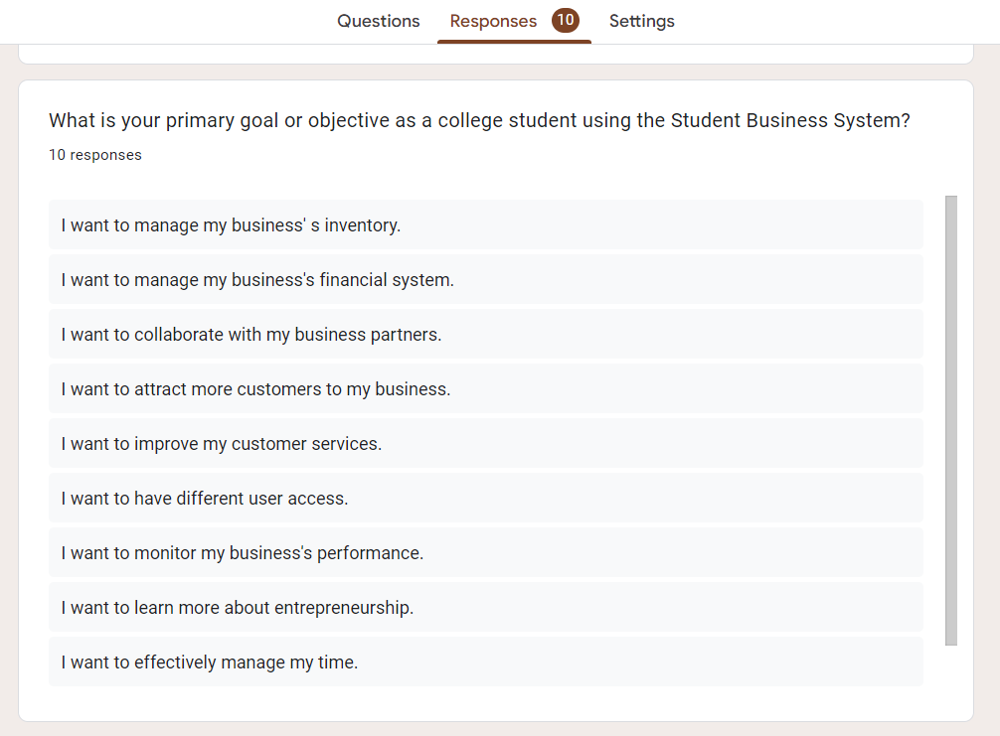 Questions Responses 10 Settings
What is your primary goal or objective as a college student using the Student Business System?
10 responses
I want to manage my business' s inventory.
I want to manage my business's financial system.
I want to collaborate with my business partners.
I want to attract more customers to my business.
I want to improve my customer services.
I want to have different user access.
I want to monitor my business's performance.
I want to learn more about entrepreneurship.
I want to effectively manage my time.